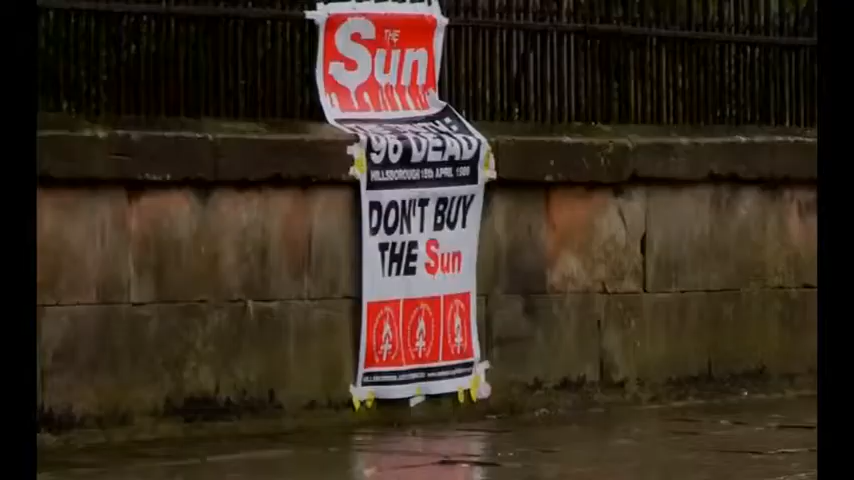 THE
Sun
96 DEAD
HILLSBOROUGH 15th APRIL 1989
DON'T BUY
THE Sun